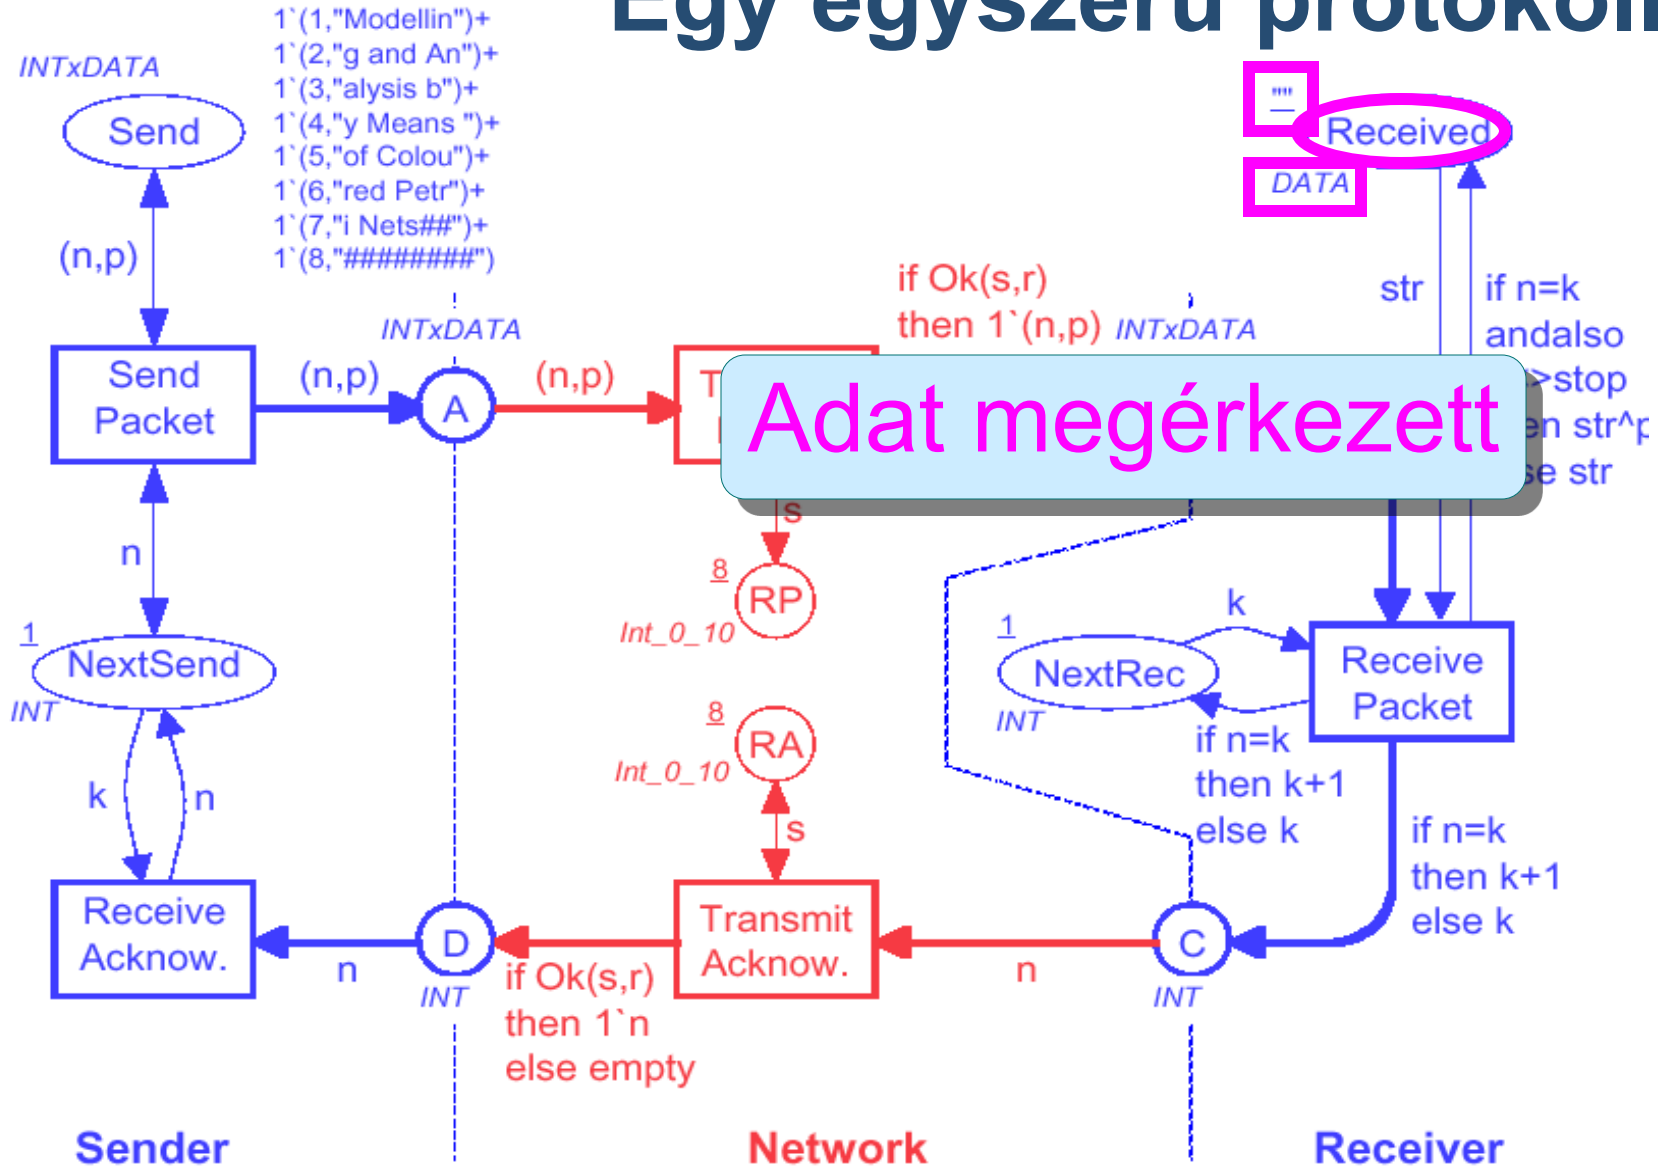 Egy egyszerű protokoll
1`(1,"Modellin")+
1`(2,"g and An")+
1`(3,"alysis b")+
1`(4,"y Means ")+
1`(5,"of Colou")+
1`(6,"red Petr")+
1`(7,"i Nets##")+
1`(8,"########")
INTxDATA
Send
(n,p)
Send
Packet
(n,p)
INTxDATA
A
(n,p)
if Ok(s,r)
then 1`(n,p)
INTxDATA
""
Received
DATA
str
if n=k
andalso
>stop
str^p
str
Adat megérkezett
n
1
NextSend
INT
k
n
Receive
Acknow.
n
D
INT
s
8
RP
Int_0_10
8
RA
Int_0_10
s
Transmit
Acknow.
if Ok(s,r)
then 1`n
else empty
n
C
INT
1
NextRec
INT
k
if n=k
then k+1
else k
Receive
Packet
if n=k
then k+1
else k
Sender
Network
Receiver